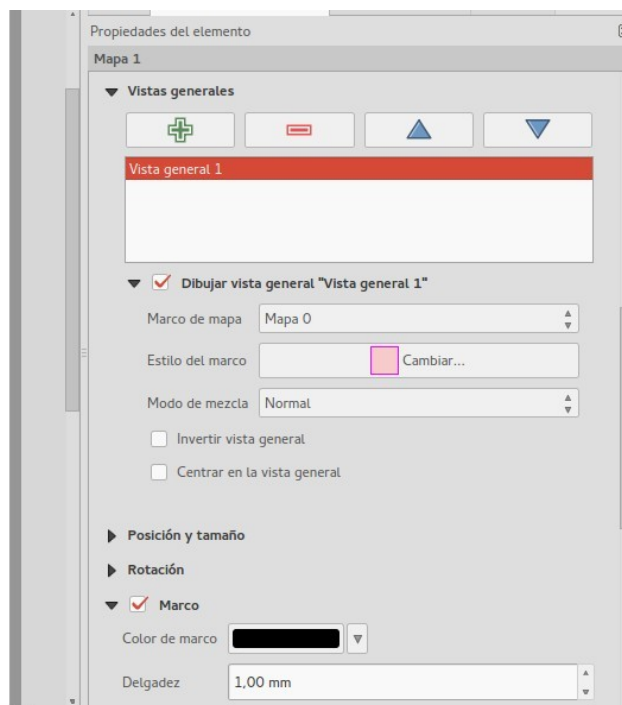 Propiedades del elemento
Mapa 1
Vistas generales
Vista general 1
Dibujar vista general "Vista general 1"
Marco de mapa Mapa 0
Estilo del marco Cambiar...
Modo de mezcla Normal
Invertir vista general
Centrar en la vista general
Posición y tamaño
Rotación
Marco
Color de marco
Delgadez 1,00 mm